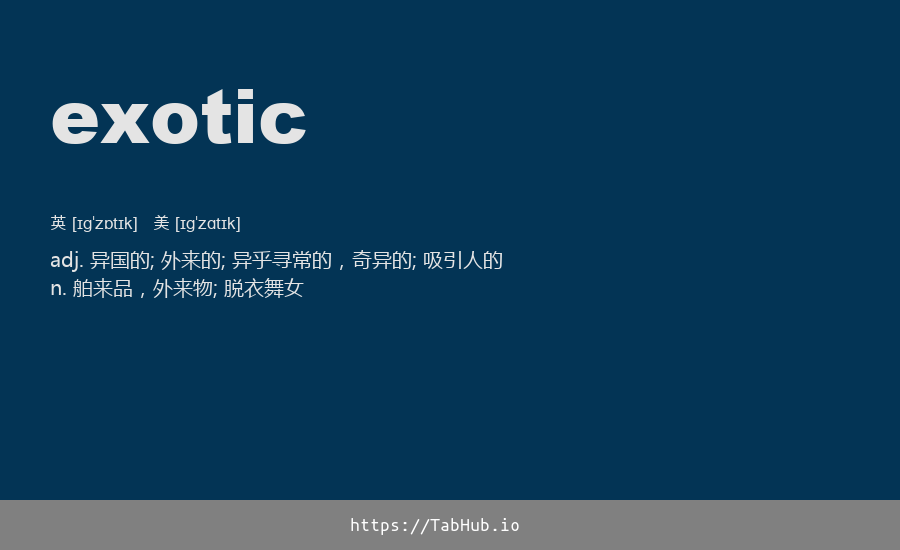 exotic
英 [ɪɡˈzɒtɪk] 美 [ɪɡˈzɑtɪk]
adj. 异国的; 外来的; 异乎寻常的，奇异的; 吸引人的
n. 舶来品，外来物; 脱衣舞女
https://TabHub.io